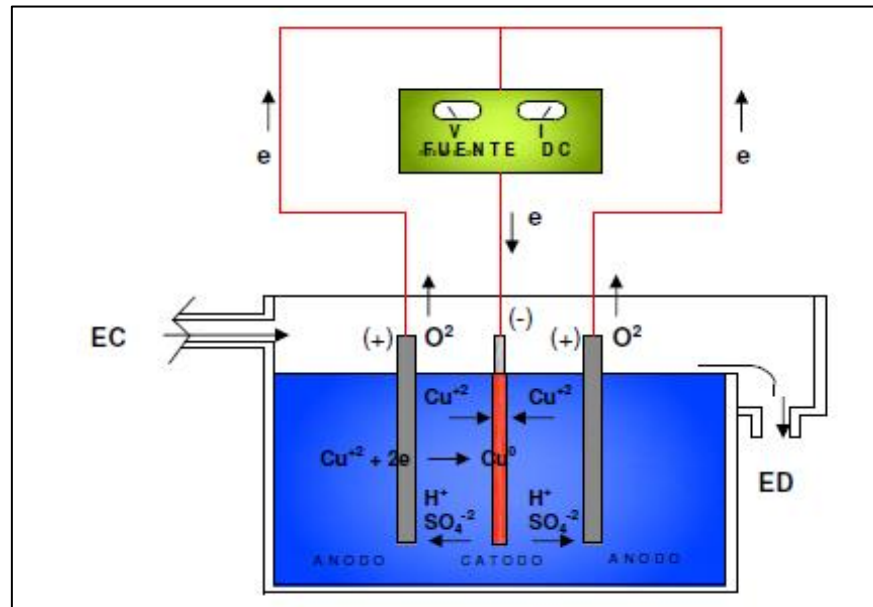 V I
FUENTE DC
e e
e
EC
(+) O² (-) (+) O²
Cu⁺² Cu⁺²
Cu⁺² + 2e Cu⁰
H⁺ H⁺
SO₄⁻² SO₄⁻²
ED
ANODO CATODO ANODO